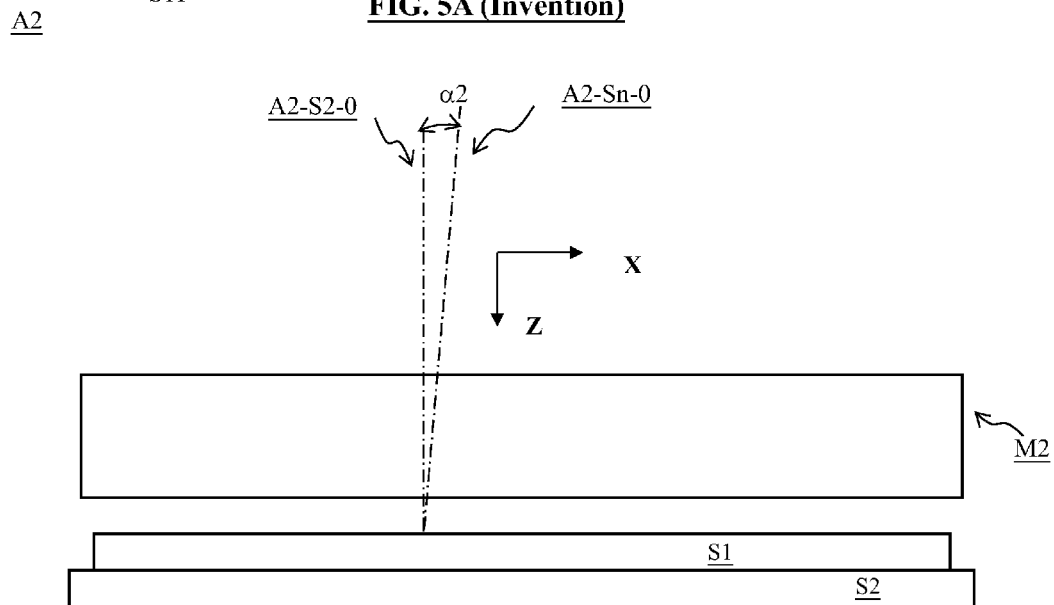 FIG. 5A (Invention)
A2
A2-S2-0
α2
A2-Sn-0
X
Z
M2
S1
S2